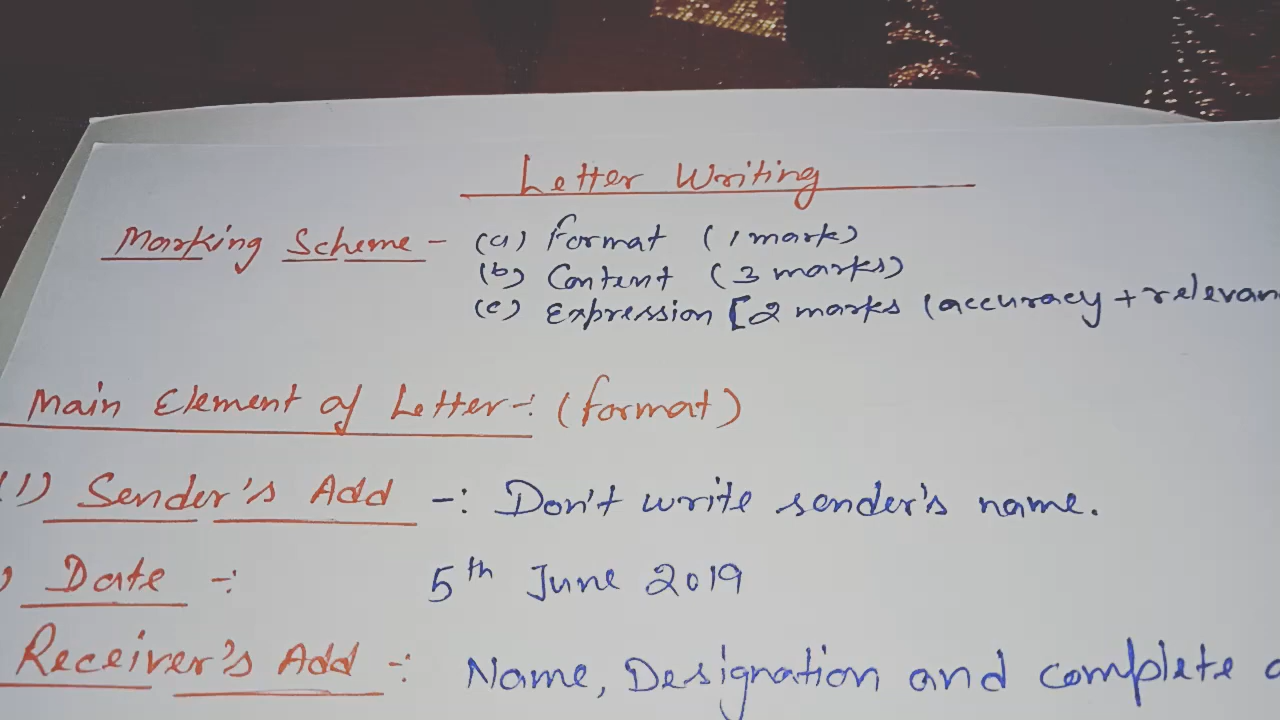 Letter Writing
Marking Scheme - (a) Format (1 mark)
(b) Content (3 marks)
(c) Expression [2 marks (accuracy + relevan
Main Element of Letter -: (format)
(1) Sender's Add -: Don't write sender's name.
) Date -: 5th June 2019
Receiver's Add -: Name, Designation and complete a